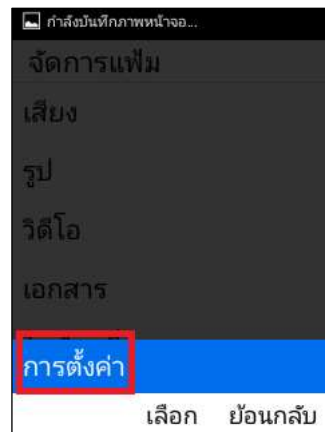 กำลังบันทึกภาพหน้าจอ...
จัดการแฟ้ม
เสียง
รูป
วิดีโอ
เอกสาร
การตั้งค่า
เลือก ย้อนกลับ